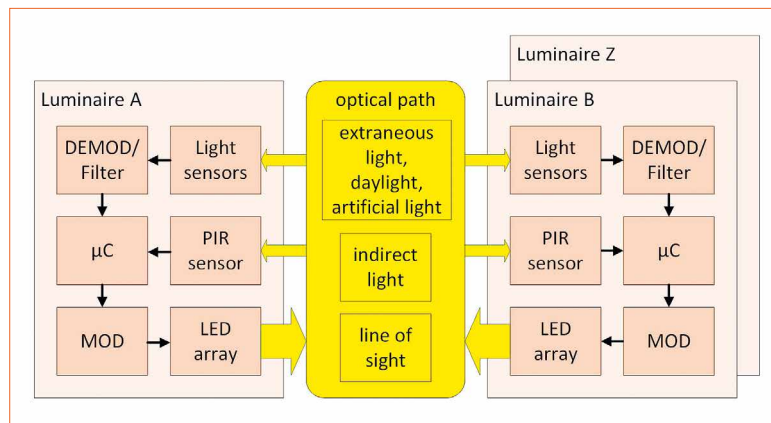 Luminaire A
DEMOD/
Filter
Light
sensors
µC
PIR
sensor
MOD
LED
array
optical path
extraneous
light,
daylight,
artificial light
indirect
light
line of
sight
Luminaire Z
Luminaire B
Light
sensors
DEMOD/
Filter
PIR
sensor
µC
LED
array
MOD